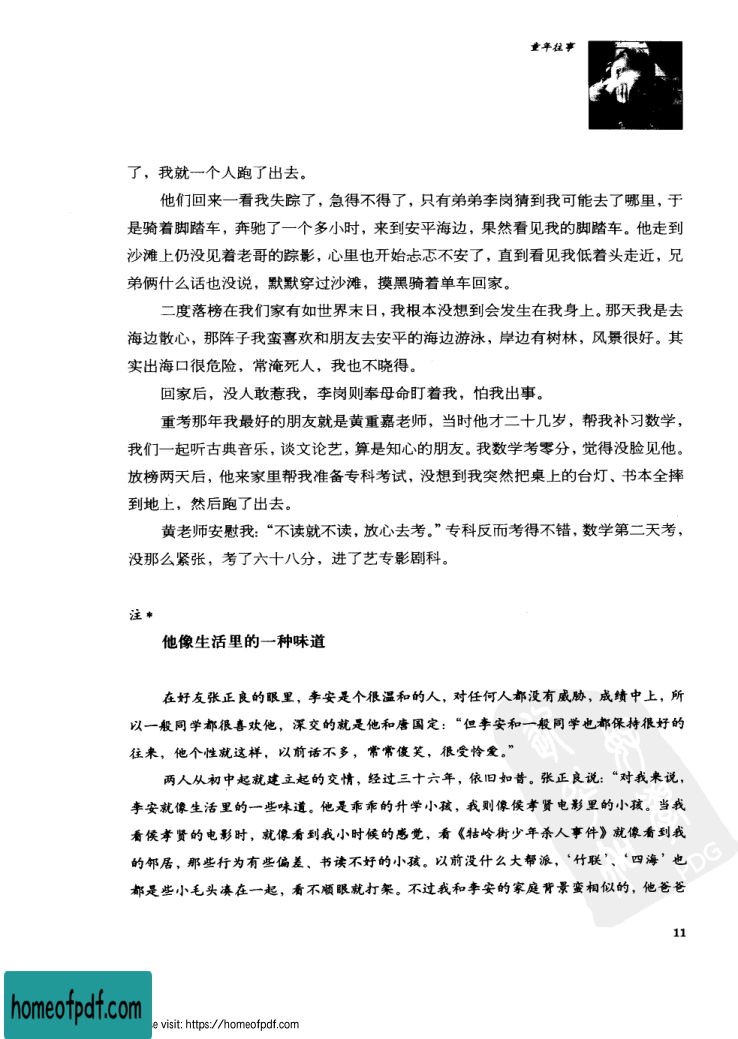 童年往事
了，我就一个人跑了出去。
他们回来一看我失踪了，急得不得了，只有弟弟李岗猜到我可能去了哪里，于
是骑着脚踏车，奔驰了一个多小时，来到安平海边，果然看见我的脚踏车。他走到
沙滩上仍没见着老哥的踪影，心里也开始忐忑不安了，直到看见我低着头走近，兄
弟俩什么话也没说，默默穿过沙滩，摸黑骑着单车回家。
二度落榜在我们家有如世界末日，我根本没想到会发生在我身上。那天我是去
海边散心，那阵子我蛮喜欢和朋友去安平的海边游泳，岸边有树林，风景很好。其
实出海口很危险，常淹死人，我也不晓得。
回家后，没人敢惹我，李岗则奉母命盯着我，怕我出事。
重考那年我最好的朋友就是黄重嘉老师，当时他才二十几岁，帮我补习数学，
我们一起听古典音乐，谈文论艺，算是知心的朋友。我数学考零分，觉得没脸见他。
放榜两天后，他来家里帮我准备专科考试，没想到我突然把桌上的台灯、书本全摔
到地上，然后跑了出去。
黄老师安慰我：“不读就不读，放心去考。”专科反而考得不错，数学第二天考，
没那么紧张，考了六十八分，进了艺专影剧科。
注*
他像生活里的一种味道
在好友张正良的眼里，李安是个很温和的人，对任何人都没有威胁，成绩中上，所
以一般同学都很喜欢他，深交的就是他和唐国定：“但李安和一般同学也都保持很好的
往来，他个性就这样，以前话不多，常常傻笑，很受怜爱。”
两人从初中起就建立起的交情，经过三十六年，依旧如昔。张正良说：“对我来说，
李安就像生活里的一些味道。他是乖乖的升学小孩，我则像侯孝贤电影里的小孩。当我
看侯孝贤的电影时，就像看到我小时候的感觉，看《牯岭街少年杀人事件》就像看到我
的邻居，那些行为有些偏差、书读不好的小孩。以前没什么大帮派，‘竹联’、‘四海’也
都是些小毛头凑在一起，看不顺眼就打架。不过我和李安的家庭背景蛮相似的，他爸爸
PDG
11
homeofpdf.com
e visit: https://homeofpdf.com